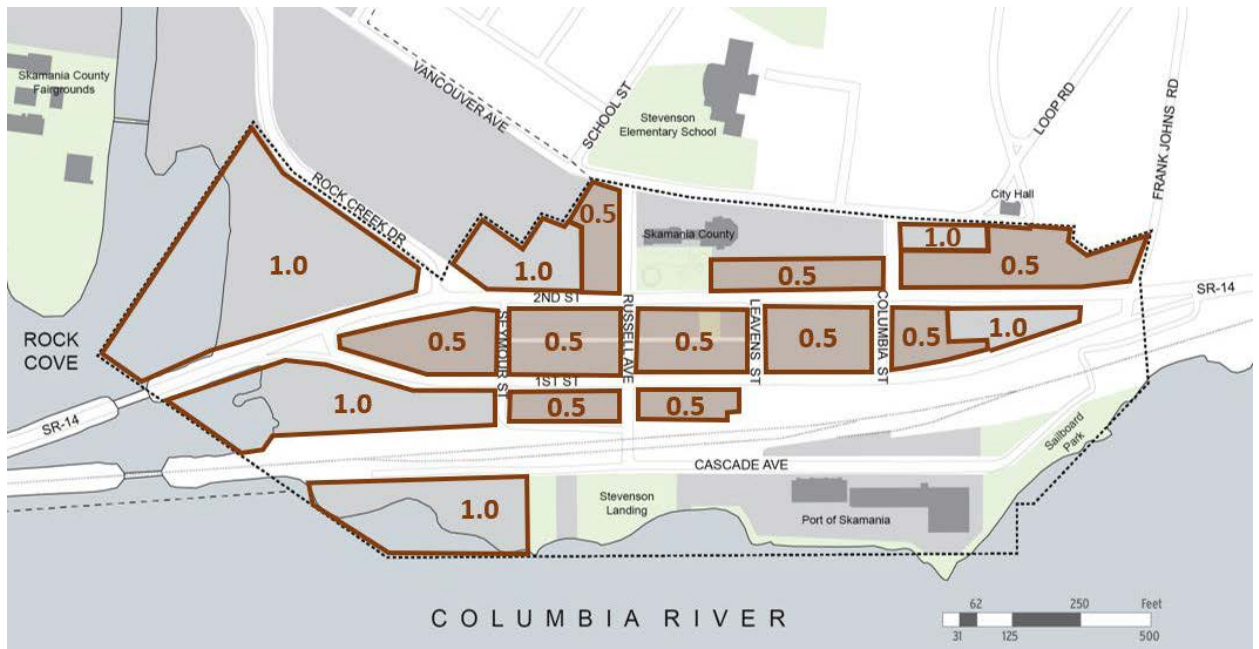 Skamania County
Fairgrounds
VANCOUVER AVE
SCHOOL ST
Stevenson
Elementary School
LOOP RD
FRANK JOHNS RD
City Hall
ROCK CREEK DR
0.5
Skamania County
1.0
1.0
1.0
0.5
0.5
2ND ST
RUSSELL AVE
LEAVENS ST
COLUMBIA ST
SR-14
ROCK
COVE
SEYMOUR ST
0.5
0.5
0.5
0.5
0.5
1.0
1ST ST
1.0
0.5
0.5
SR-14
CASCADE AVE
Sailboard
Park
1.0
Stevenson
Landing
Port of Skamania
COLUMBIA RIVER
62
250
Feet
31
125
500